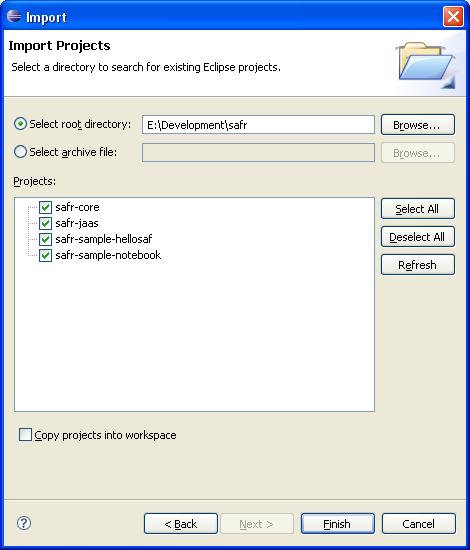 Import
Import Projects
Select a directory to search for existing Eclipse projects.
Select root directory: E:\Development\safr Browse...
Select archive file: Browse...
Projects:
safr-core Select All
safr-jaas
safr-sample-hellosaf Deselect All
safr-sample-notebook
Refresh
Copy projects into workspace
? < Back Next > Finish Cancel